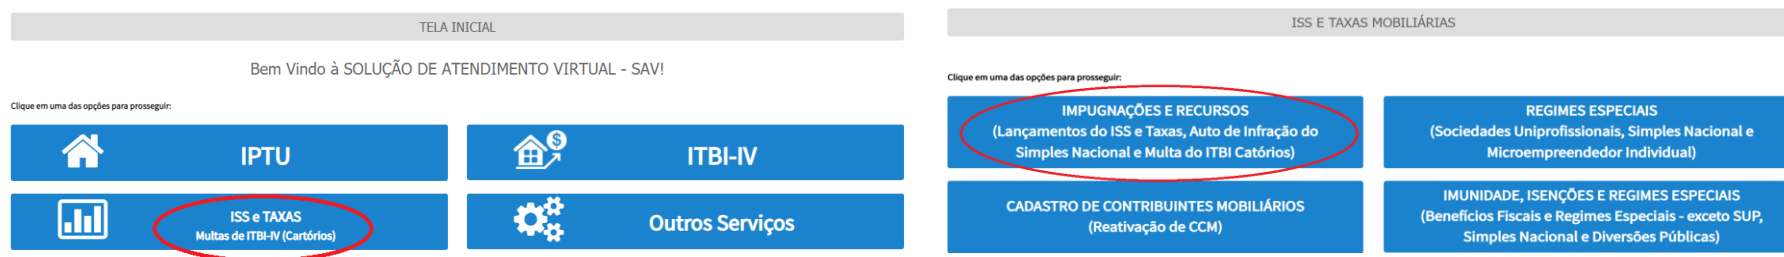 TELA INICIAL
Bem Vindo à SOLUÇÃO DE ATENDIMENTO VIRTUAL - SAV!
Clique em uma das opções para prosseguir:
IPTU
ITBI-IV
ISS e TAXAS
Multas de ITBI-IV (Cartórios)
Outros Serviços
ISS E TAXAS MOBILIÁRIAS
Clique em uma das opções para prosseguir:
IMPUGNAÇÕES E RECURSOS
(Lançamentos do ISS e Taxas, Auto de Infração do
Simples Nacional e Multa do ITBI Catórios)
REGIMES ESPECIAIS
(Sociedades Uniprofissionais, Simples Nacional e
Microempreendedor Individual)
CADASTRO DE CONTRIBUINTES MOBILIÁRIOS
(Reativação de CCM)
IMUNIDADE, ISENÇÕES E REGIMES ESPECIAIS
(Benefícios Fiscais e Regimes Especiais - exceto SUP,
Simples Nacional e Diversões Públicas)